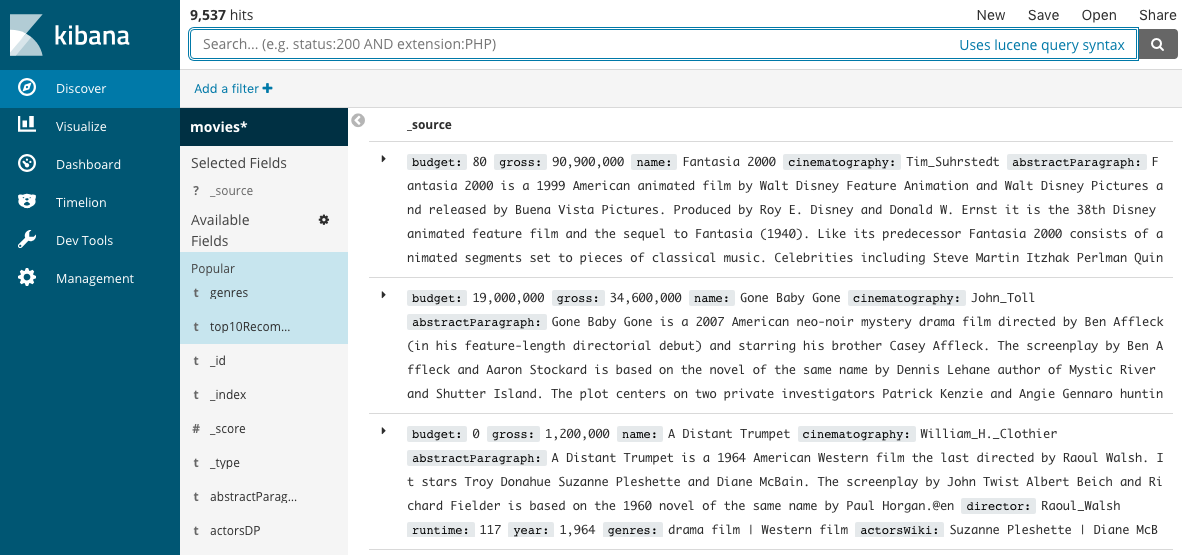 kibana
Discover
Visualize
Dashboard
Timelion
Dev Tools
Management
9,537 hits
New Save Open Share
Search... (e.g. status:200 AND extension:PHP)
Uses lucene query syntax
Add a filter +
movies*
Selected Fields
? _source
Available
Fields
Popular
t genres
t top10Recom...
t _id
t _index
# _score
t _type
t abstractParag...
t actorsDP
_source
budget: 80 gross: 90,900,000 name: Fantasia 2000 cinematography: Tim_Suhrstedt abstractParagraph: F
antasia 2000 is a 1999 American animated film by Walt Disney Feature Animation and Walt Disney Pictures a
nd released by Buena Vista Pictures. Produced by Roy E. Disney and Donald W. Ernst it is the 38th Disney
animated feature film and the sequel to Fantasia (1940). Like its predecessor Fantasia 2000 consists of a
nimated segments set to pieces of classical music. Celebrities including Steve Martin Itzhak Perlman Quin
budget: 19,000,000 gross: 34,600,000 name: Gone Baby Gone cinematography: John_Toll
abstractParagraph: Gone Baby Gone is a 2007 American neo-noir mystery drama film directed by Ben Affleck
(in his feature-length directorial debut) and starring his brother Casey Affleck. The screenplay by Ben A
ffleck and Aaron Stockard is based on the novel of the same name by Dennis Lehane author of Mystic River
and Shutter Island. The plot centers on two private investigators Patrick Kenzie and Angie Gennaro huntin
budget: 0 gross: 1,200,000 name: A Distant Trumpet cinematography: William_H._Clothier
abstractParagraph: A Distant Trumpet is a 1964 American Western film the last directed by Raoul Walsh. I
t stars Troy Donahue Suzanne Pleshette and Diane McBain. The screenplay by John Twist Albert Beich and Ri
chard Fielder is based on the 1960 novel of the same name by Paul Horgan.@en director: Raoul_Walsh
runtime: 117 year: 1,964 genres: drama film | Western film actorsWiki: Suzanne Pleshette | Diane McB